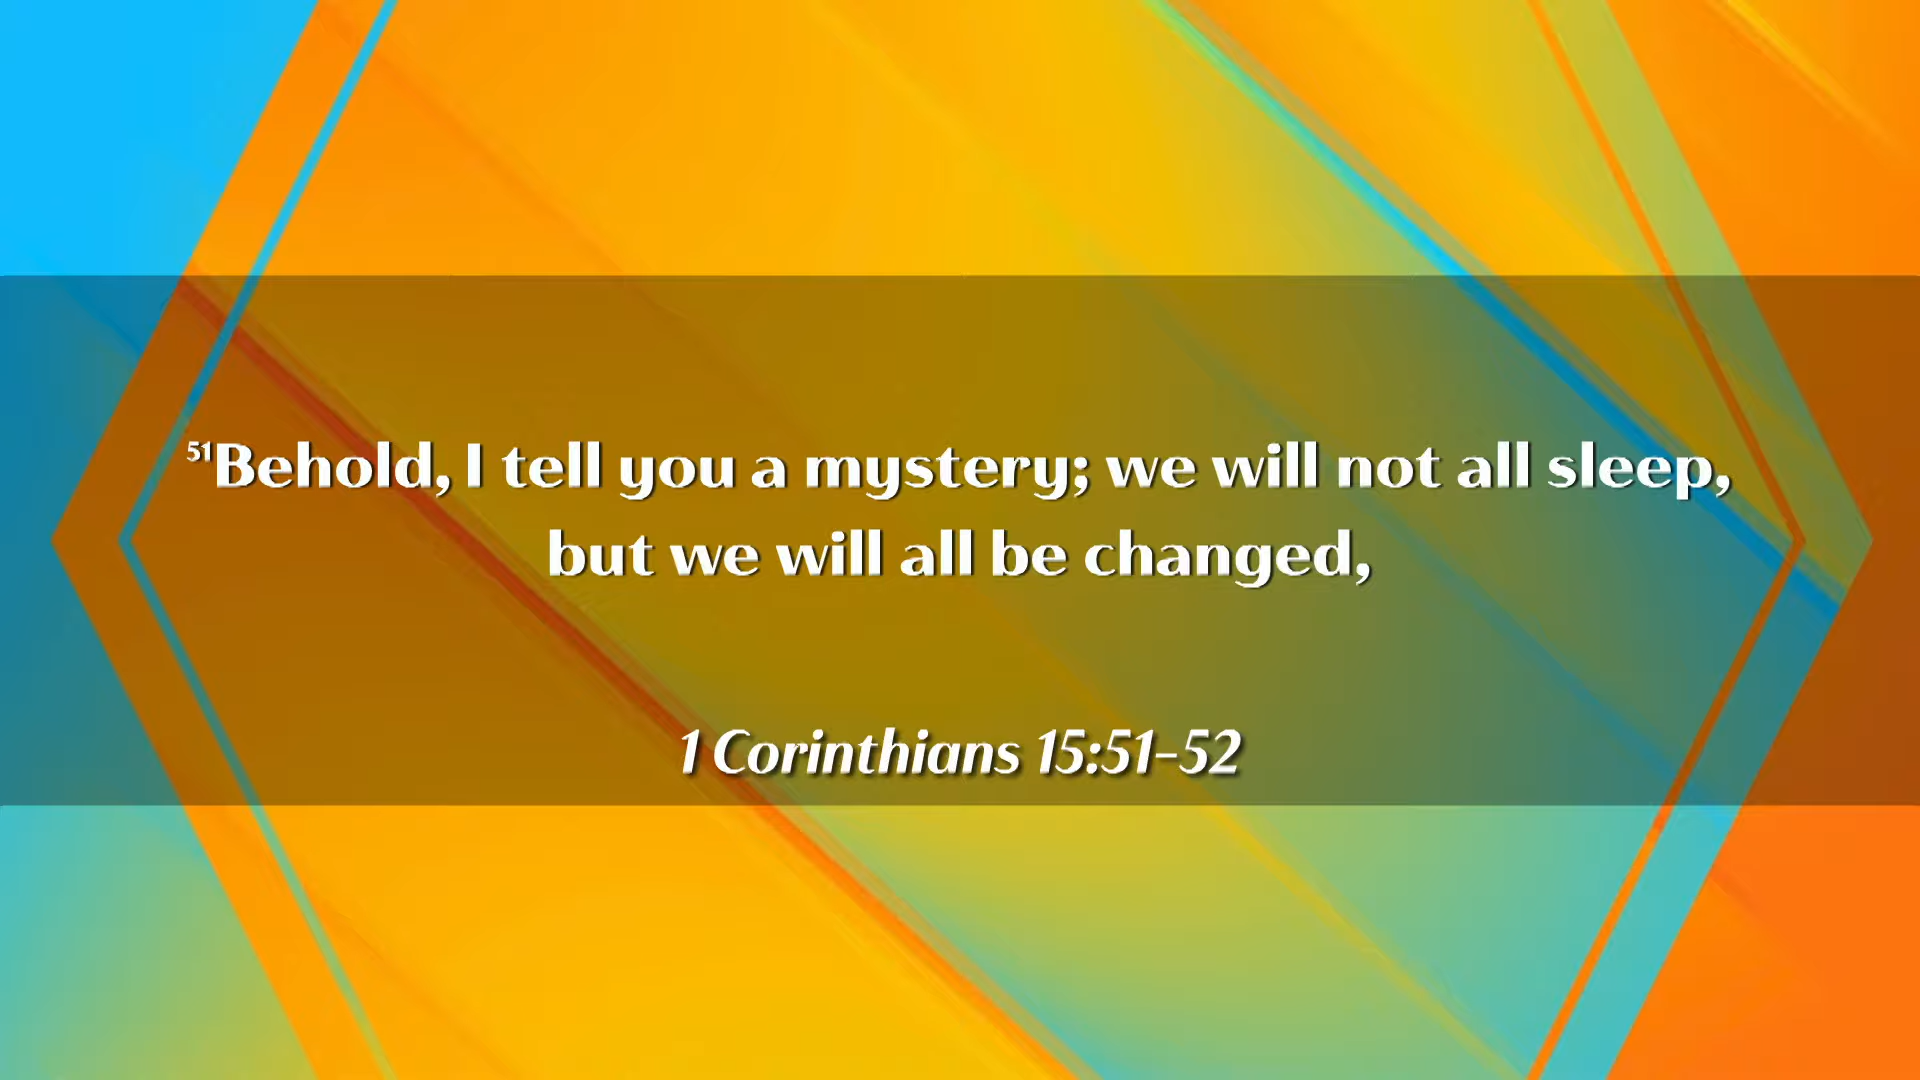 51Behold, I tell you a mystery; we will not all sleep,
but we will all be changed,
1 Corinthians 15:51–52